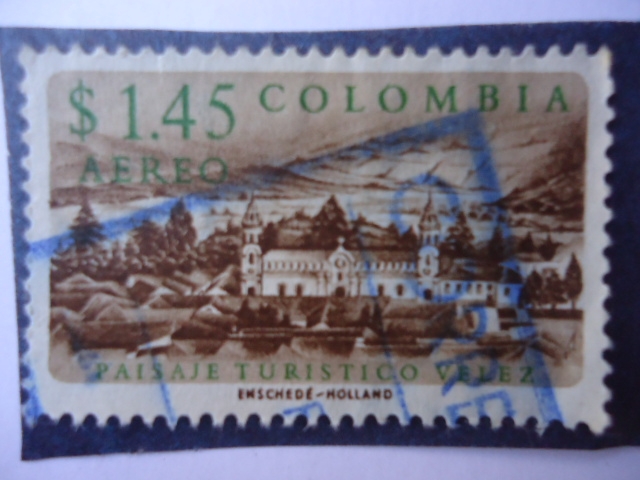 $ 1.45 COLOMBIA
AEREO
PAISAJE TURISTICO VELEZ
ENSCHEDÉ-HOLLAND